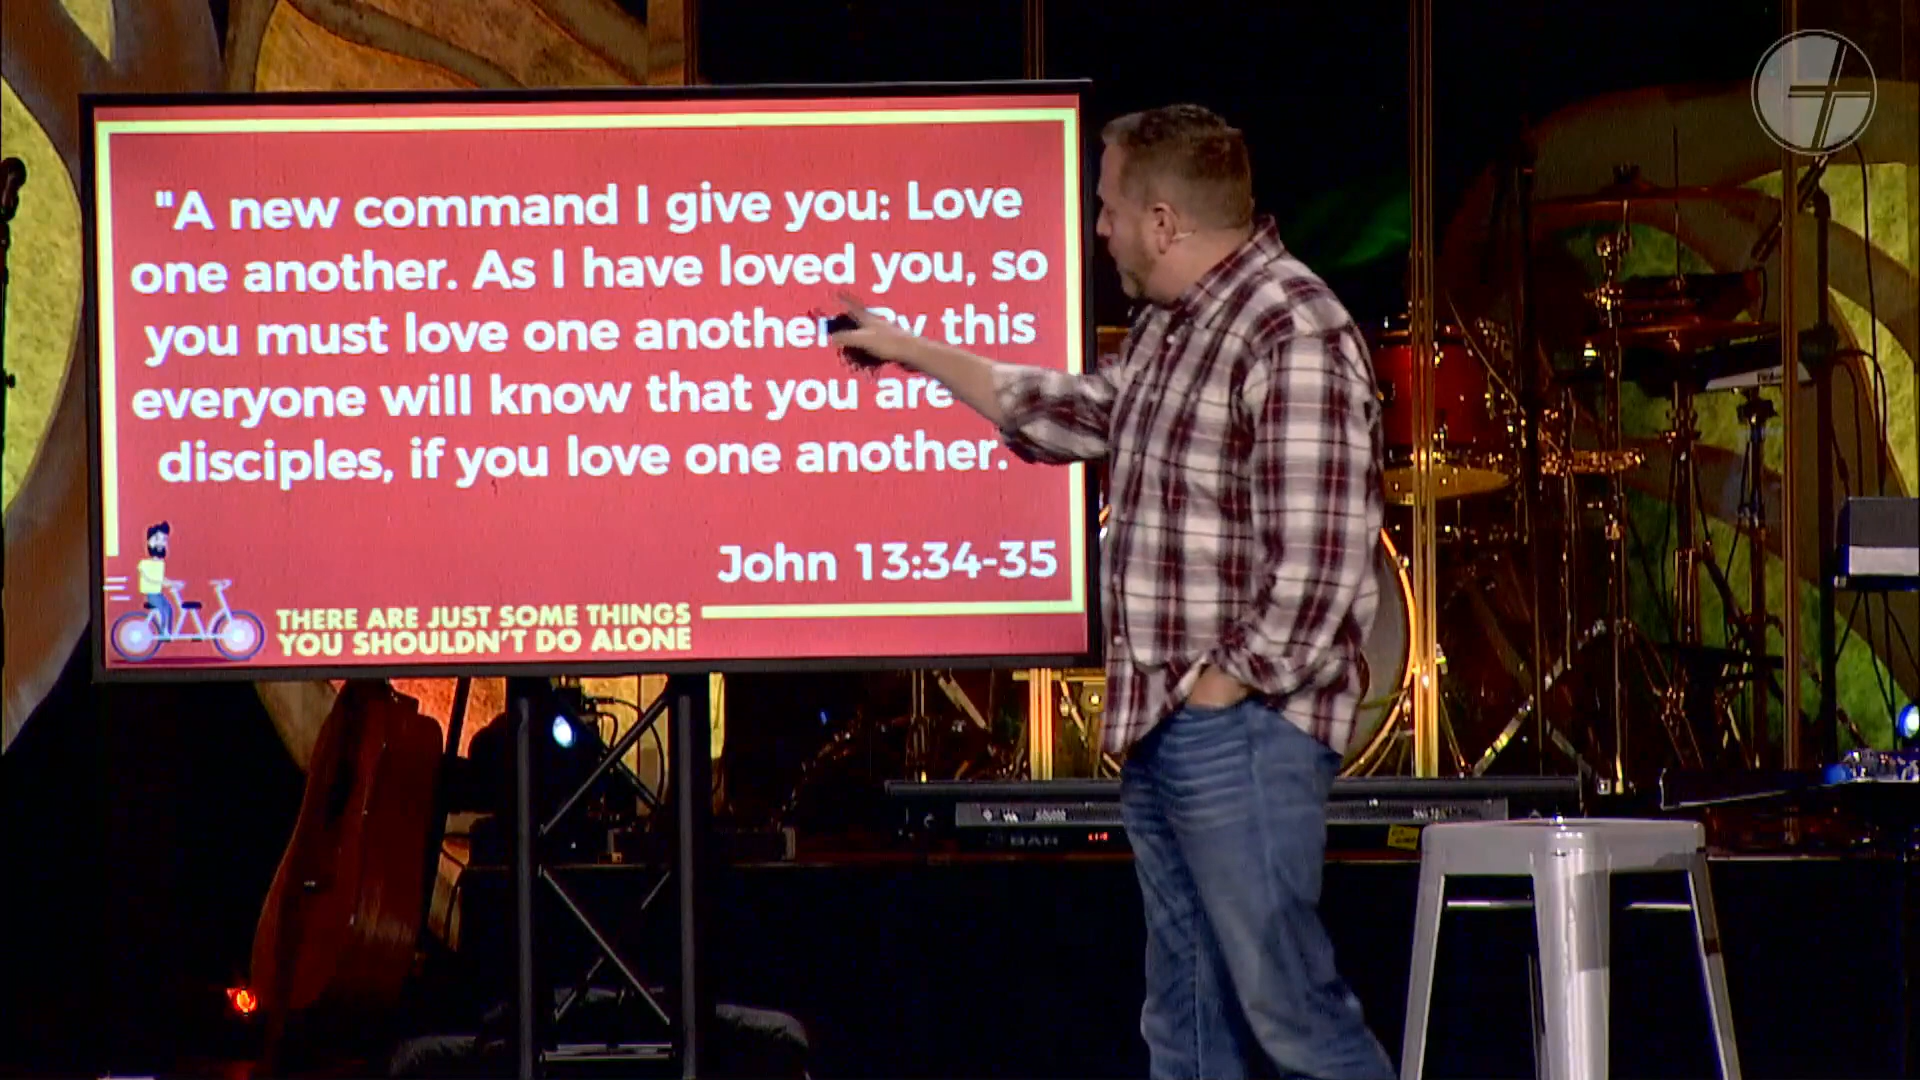 "A new command I give you: Love
one another. As I have loved you, so
you must love one another By this
everyone will know that you are
disciples, if you love one another.
John 13:34-35
THERE ARE JUST SOME THINGS
YOU SHOULDN'T DO ALONE